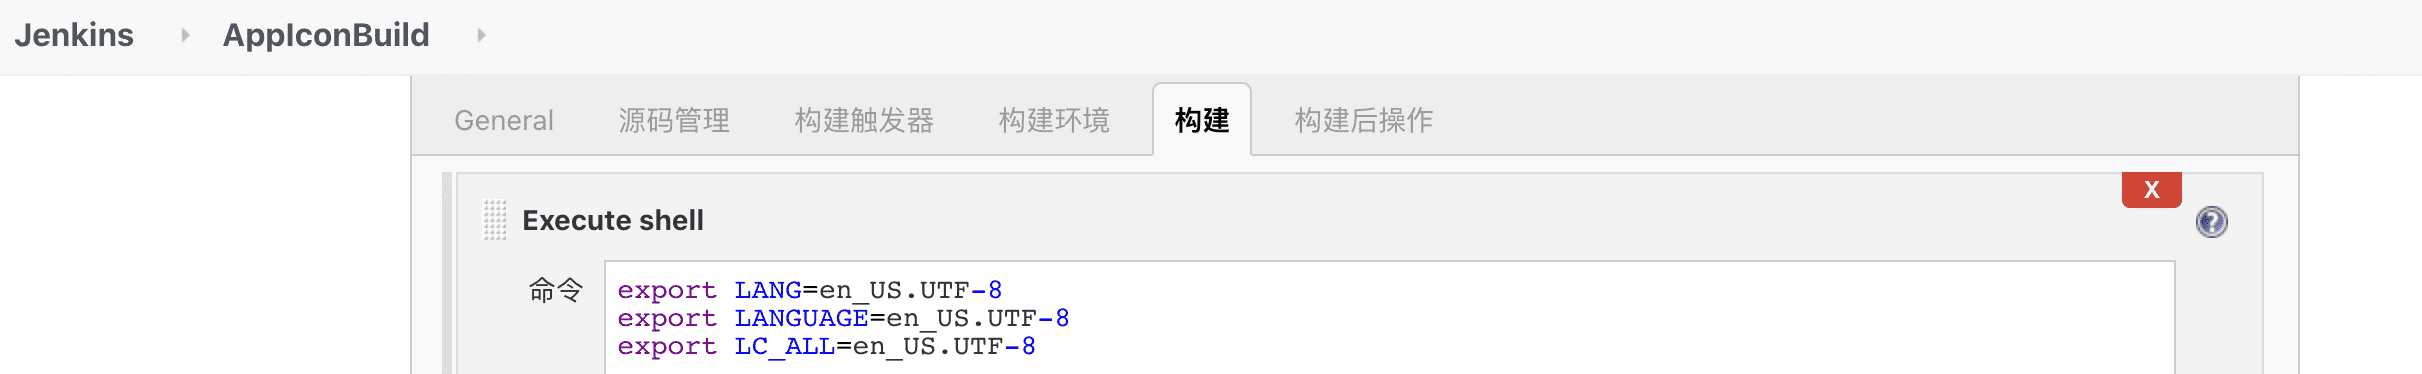 Jenkins AppIconBuild
General 源码管理 构建触发器 构建环境 构建 构建后操作
X
Execute shell
?
命令
export LANG=en_US.UTF-8
export LANGUAGE=en_US.UTF-8
export LC_ALL=en_US.UTF-8